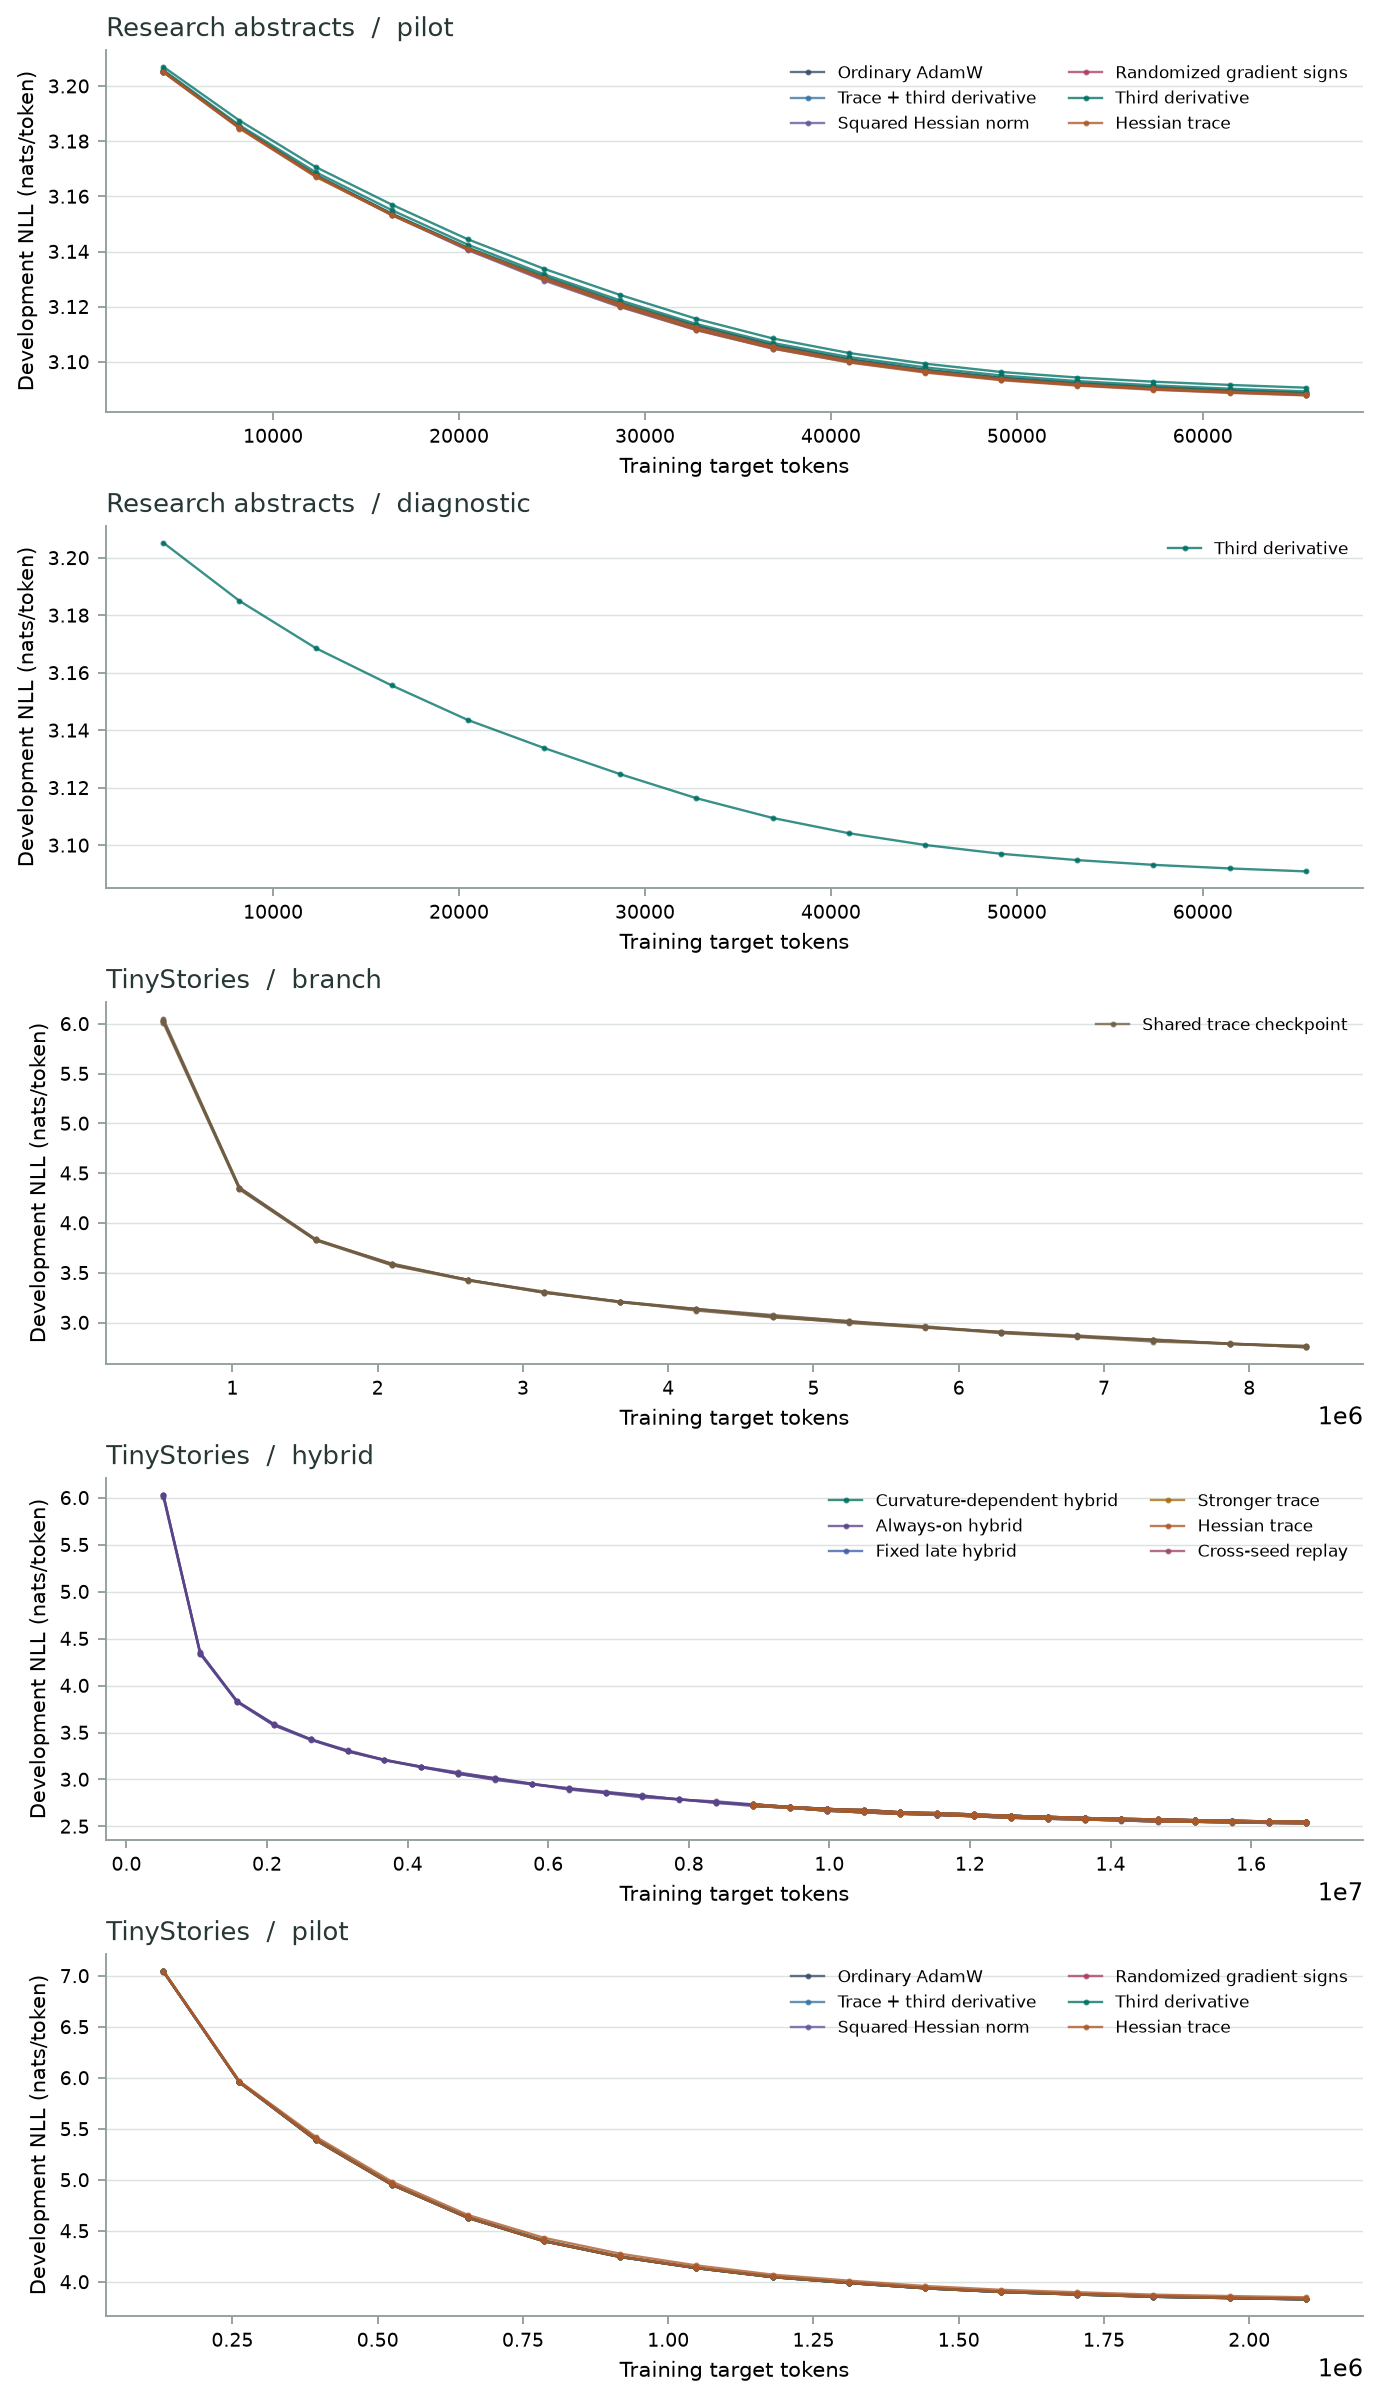 Research abstracts / pilot
Development NLL (nats/token)
3.20
3.18
3.16
3.14
3.12
3.10
Ordinary AdamW
Trace + third derivative
Squared Hessian norm
Randomized gradient signs
Third derivative
Hessian trace
10000 20000 30000 40000 50000 60000
Training target tokens
Research abstracts / diagnostic
Development NLL (nats/token)
3.20
3.18
3.16
3.14
3.12
3.10
Third derivative
10000 20000 30000 40000 50000 60000
Training target tokens
TinyStories / branch
Development NLL (nats/token)
6.0
5.5
5.0
4.5
4.0
3.5
3.0
Shared trace checkpoint
1 2 3 4 5 6 7 8
Training target tokens
1e6
TinyStories / hybrid
Development NLL (nats/token)
6.0
5.5
5.0
4.5
4.0
3.5
3.0
2.5
Curvature-dependent hybrid
Always-on hybrid
Fixed late hybrid
Stronger trace
Hessian trace
Cross-seed replay
0.0 0.2 0.4 0.6 0.8 1.0 1.2 1.4 1.6
Training target tokens
1e7
TinyStories / pilot
Development NLL (nats/token)
7.0
6.5
6.0
5.5
5.0
4.5
4.0
Ordinary AdamW
Trace + third derivative
Squared Hessian norm
Randomized gradient signs
Third derivative
Hessian trace
0.25 0.50 0.75 1.00 1.25 1.50 1.75 2.00
Training target tokens
1e6